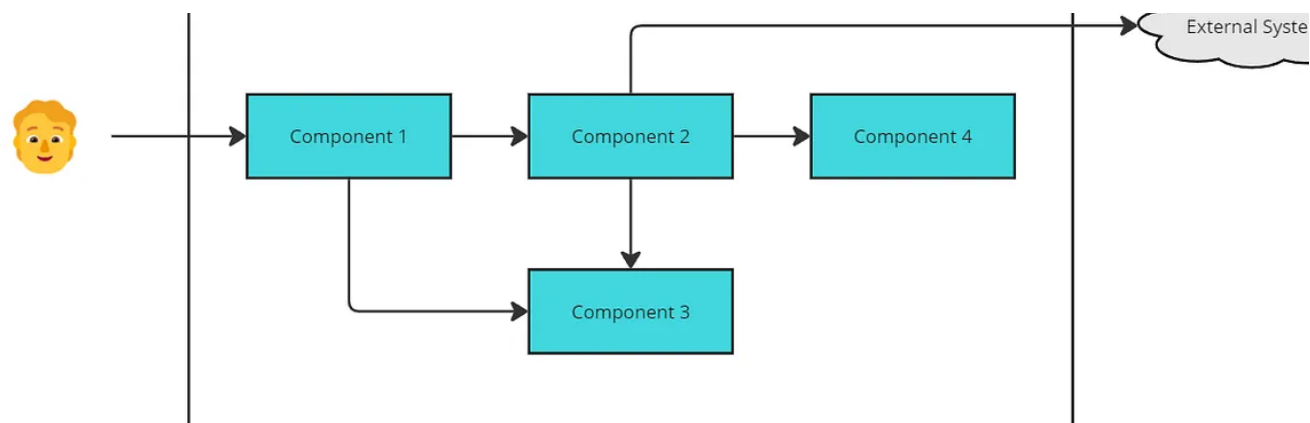 External Syste
Component 1
Component 2
Component 4
Component 3